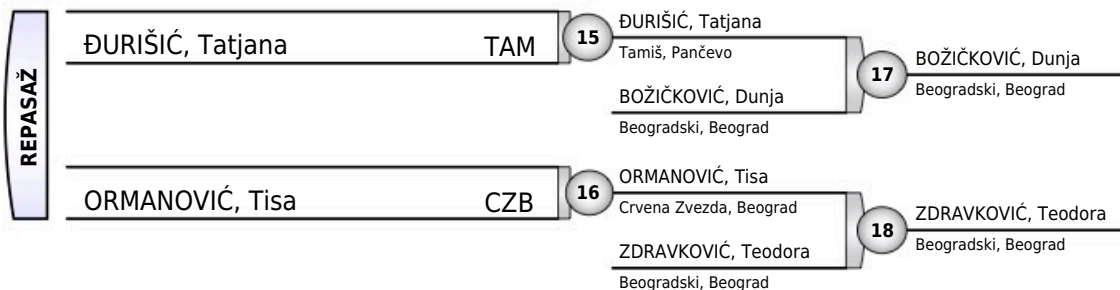 REPASAŽ
ĐURIŠIĆ, Tatjana TAM
15
ĐURIŠIĆ, Tatjana
Tamiš, Pančevo
BOŽIČKOVIĆ, Dunja
Beogradski, Beograd
17
BOŽIČKOVIĆ, Dunja
Beogradski, Beograd
ORMANOVIĆ, Tisa CZB
16
ORMANOVIĆ, Tisa
Crvena Zvezda, Beograd
ZDRAVKOVIĆ, Teodora
Beogradski, Beograd
18
ZDRAVKOVIĆ, Teodora
Beogradski, Beograd